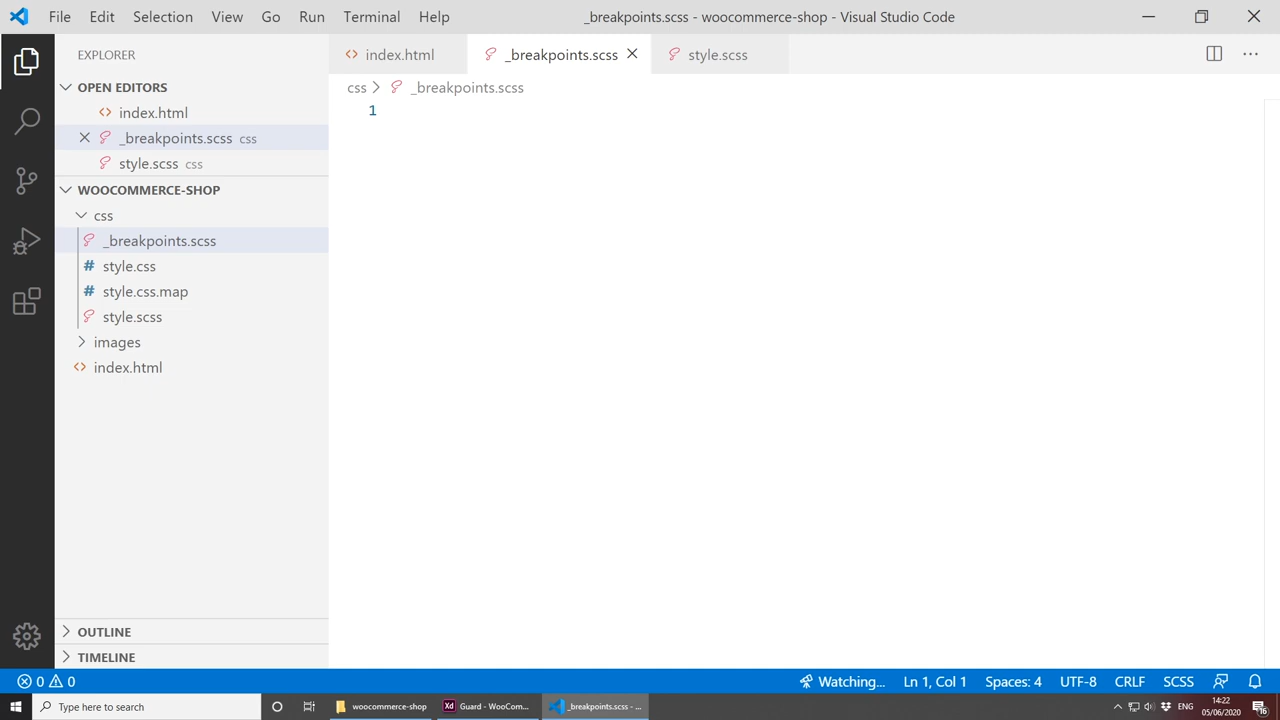 File Edit Selection View Go Run Terminal Help _breakpoints.scss - woocommerce-shop - Visual Studio Code
EXPLORER
index.html _breakpoints.scss style.scss
OPEN EDITORS
css _breakpoints.scss
index.html
1
_breakpoints.scss css
style.scss css
WOOCOMMERCE-SHOP
css
_breakpoints.scss
style.css
style.css.map
style.scss
images
index.html
OUTLINE
TIMELINE
0 0 Watching... Ln 1, Col 1 Spaces: 4 UTF-8 CRLF SCSS
Type here to search woocommerce-shop Xd Guard - WooCom... _breakpoints.scss - ... ENG 14:22
05/06/2020